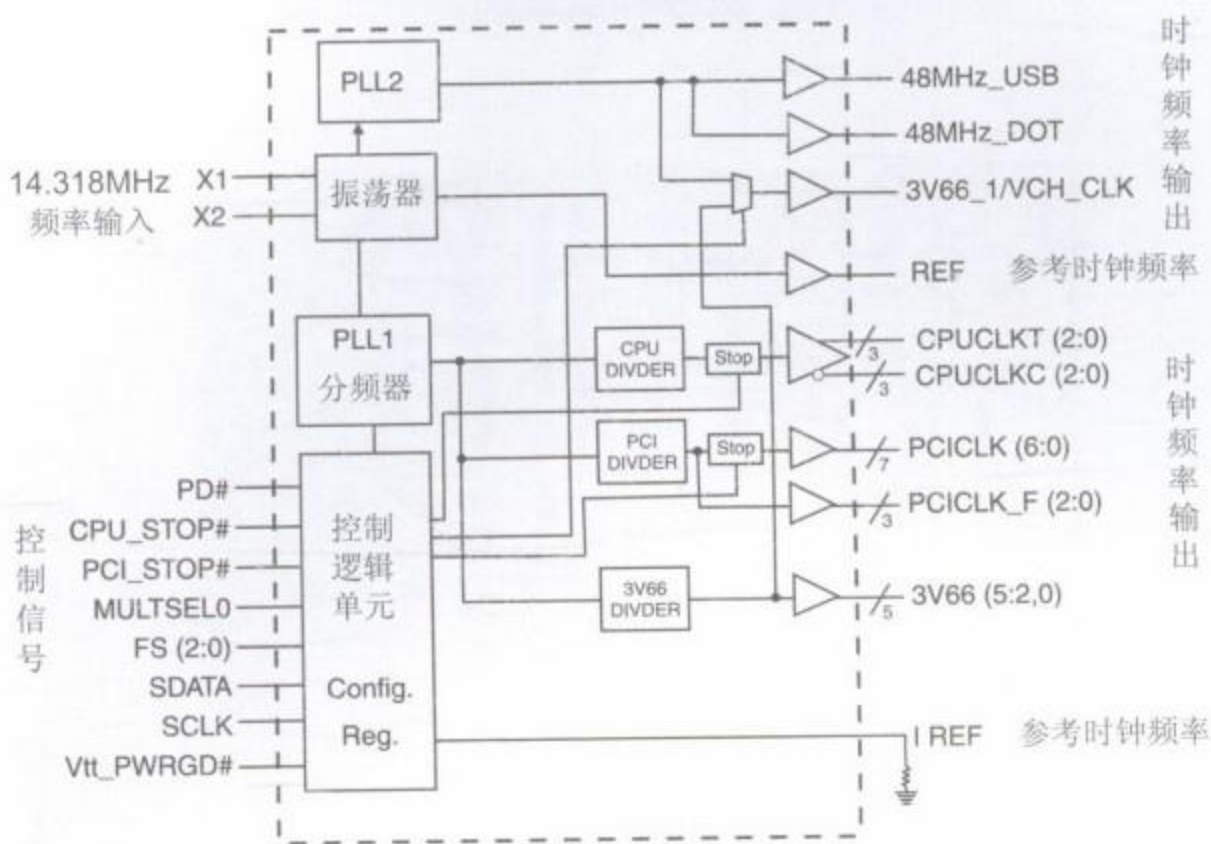 PLL2
48MHz_USB
48MHz_DOT
3V66_1/VCH_CLK
时钟频率输出
14.318MHz
频率输入
X1
X2
振荡器
REF 参考时钟频率
PLL1
分频器
CPU
DIVDER
Stop
3
CPUCLKT (2:0)
3
CPUCLKC (2:0)
时钟频率输出
PCI
DIVDER
Stop
7
PCICLK (6:0)
3
PCICLK_F (2:0)
3V66
DIVDER
5
3V66 (5:2,0)
控制信号
PD#
CPU_STOP#
PCI_STOP#
MULTSEL0
FS (2:0)
SDATA
SCLK
Vtt_PWRGD#
控制
逻辑
单元
Config.
Reg.
I REF 参考时钟频率